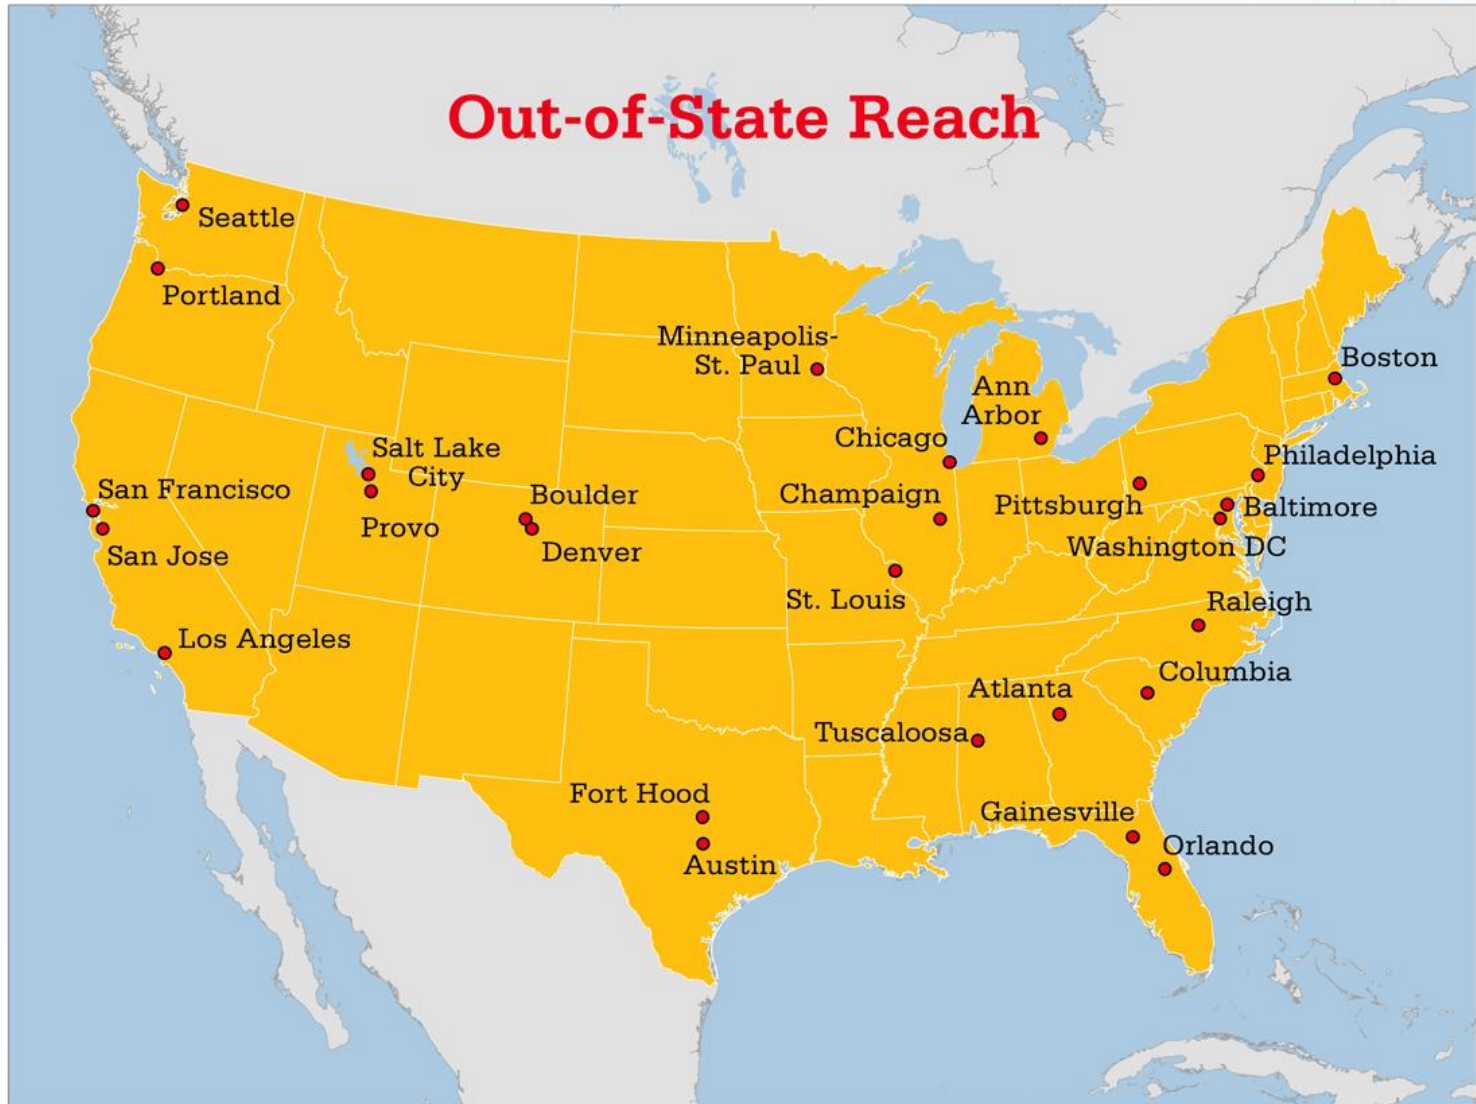 Out-of-State Reach
Seattle
Portland
Minneapolis-
St. Paul
Boston
Ann
Arbor
Chicago
Salt Lake
City
Philadelphia
San Francisco
Boulder
Champaign
Pittsburgh
Baltimore
Provo
San Jose
Denver
Washington DC
St. Louis
Raleigh
Los Angeles
Columbia
Atlanta
Tuscaloosa
Fort Hood
Gainesville
Orlando
Austin